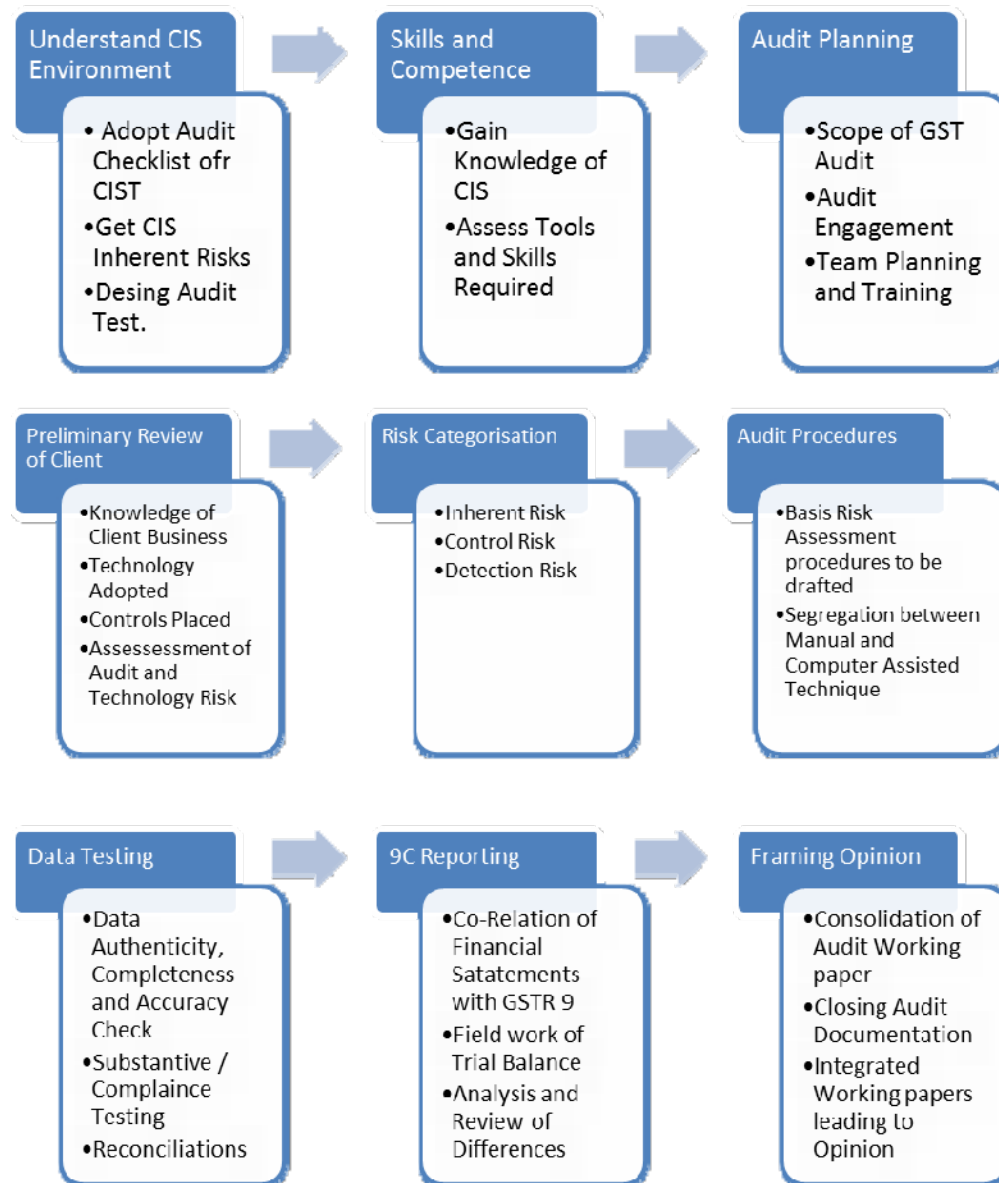 Understand CIS
Environment
• Adopt Audit
Checklist ofr
CIST
•Get CIS
Inherent Risks
•Desing Audit
Test.
Skills and
Competence
•Gain
Knowledge of
CIS
•Assess Tools
and Skills
Required
Audit Planning
•Scope of GST
Audit
•Audit
Engagement
•Team Planning
and Training
Preliminary Review
of Client
•Knowledge of
Client Business
•Technology
Adopted
•Controls Placed
•Assessessment of
Audit and
Technology Risk
Risk Categorisation
•Inherent Risk
•Control Risk
•Detection Risk
Audit Procedures
•Basis Risk
Assessment
procedures to be
drafted
•Segregation between
Manual and
Computer Assisted
Technique
Data Testing
•Data
Authenticity,
Completeness
and Accuracy
Check
•Substantive /
Complaince
Testing
•Reconciliations
9C Reporting
•Co-Relation of
Financial
Satatements
with GSTR 9
•Field work of
Trial Balance
•Analysis and
Review of
Differences
Framing Opinion
•Consolidation of
Audit Working
paper
•Closing Audit
Documentation
•Integrated
Working papers
leading to
Opinion